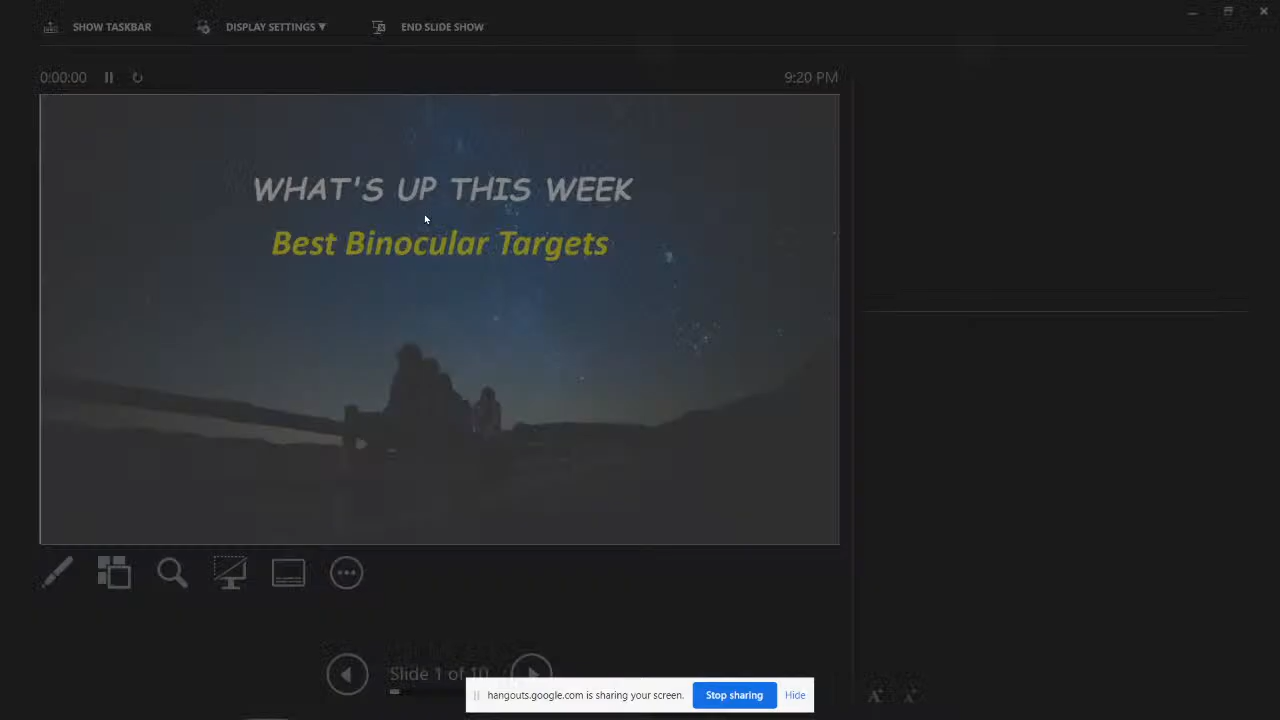 SHOW TASKBAR
DISPLAY SETTINGS ▼
END SLIDE SHOW
0:00:00
9:20 PM
WHAT'S UP THIS WEEK
Best Binocular Targets
Slide 1 of 10
hangouts.google.com is sharing your screen.
Stop sharing
Hide
A
A